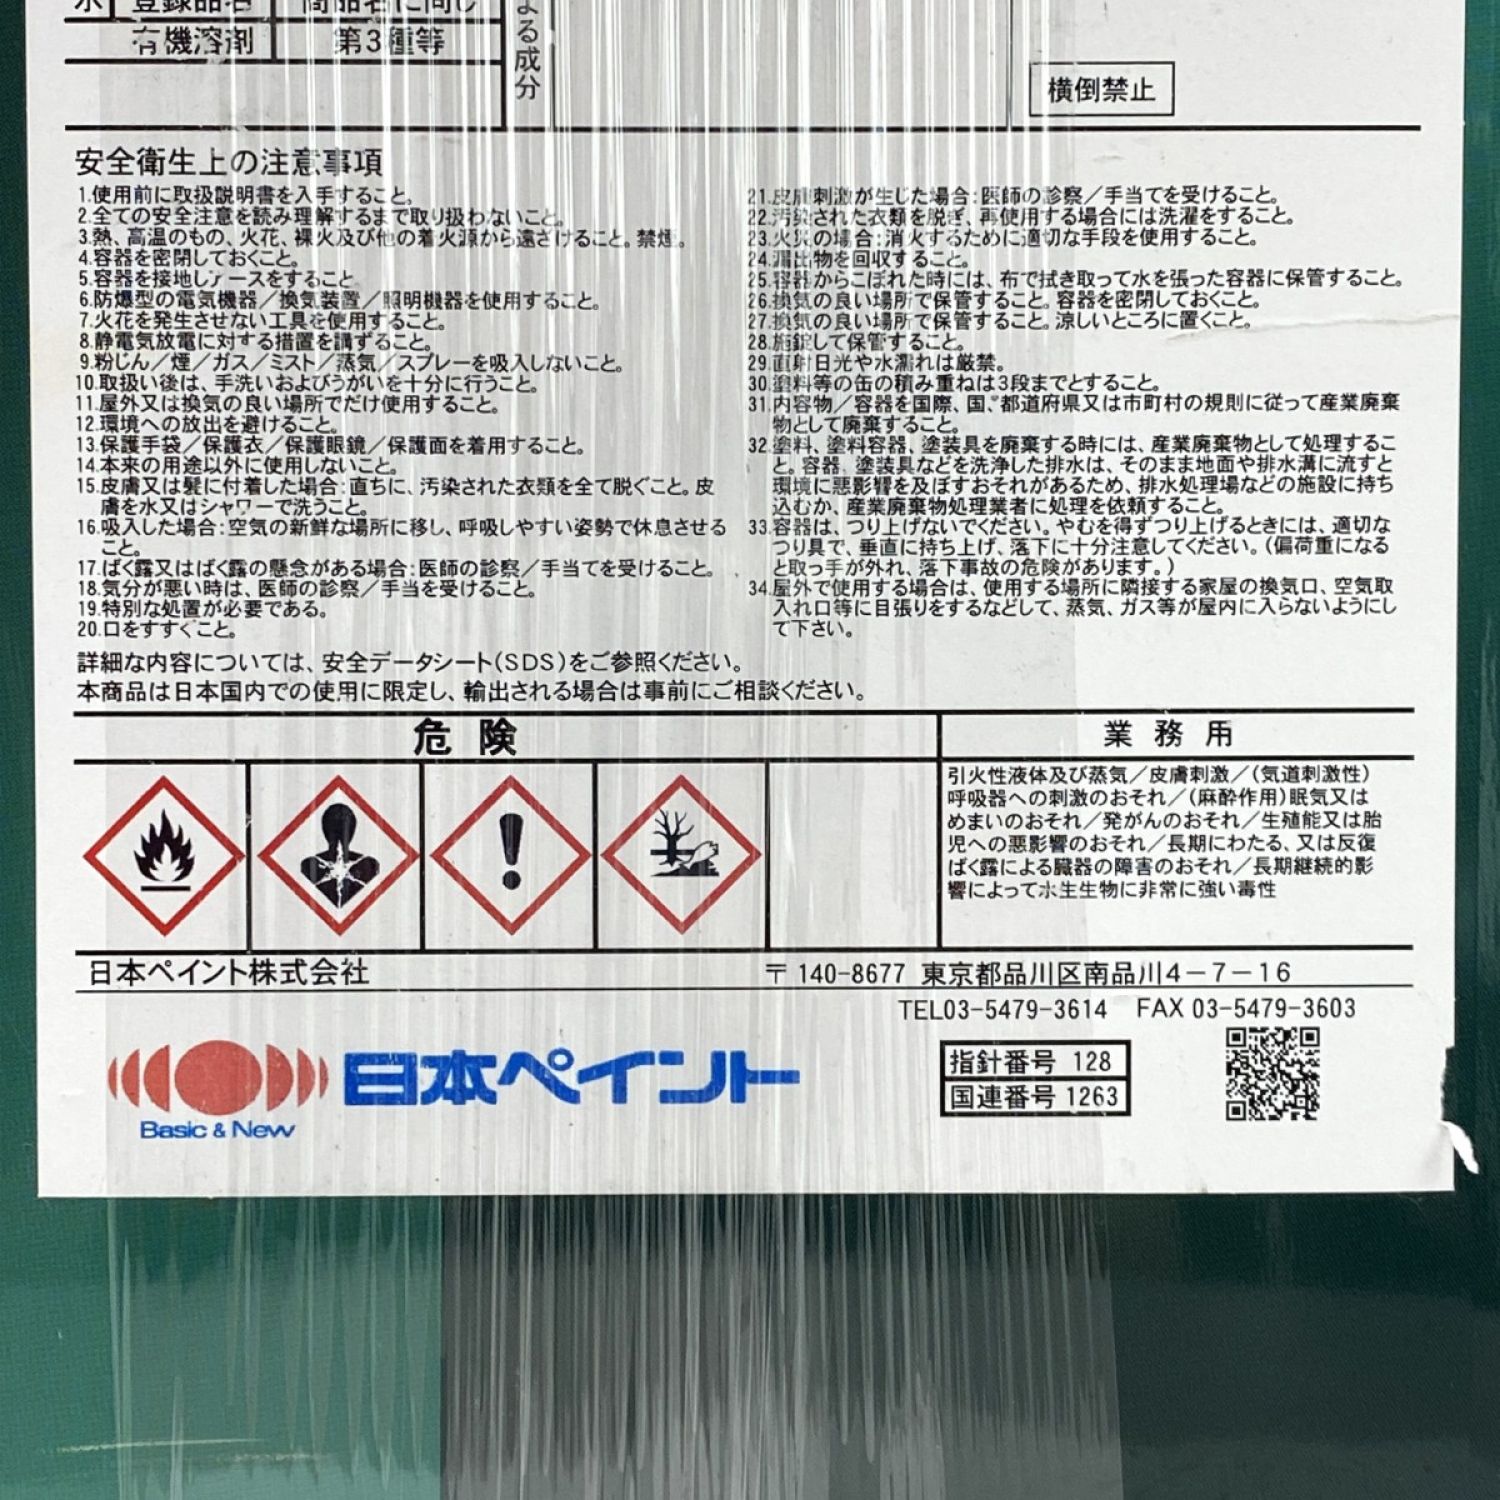 登録品名 商品名に同じ
有機溶剤 第3種等
よる成分
横倒禁止
安全衛生上の注意事項
1.使用前に取扱説明書を入手すること。
2.全ての安全注意を読み理解するまで取り扱わないこと。
3.熱、高温のもの、火花、裸火及び他の着火源から遠ざけること。禁煙。
4.容器を密閉しておくこと。
5.容器を接地しアースをすること
6.防爆型の電気機器／換気装置／照明機器を使用すること。
7.火花を発生させない工具を使用すること。
8.静電気放電に対する措置を講ずること。
9.粉じん／煙／ガス／ミスト／蒸気／スプレーを吸入しないこと。
10.取扱い後は、手洗いおよびうがいを十分に行うこと。
11.屋外又は換気の良い場所でだけ使用すること。
12.環境への放出を避けること。
13.保護手袋／保護衣／保護眼鏡／保護面を着用すること。
14.本来の用途以外に使用しないこと。
15.皮膚又は髪に付着した場合:直ちに、汚染された衣類を全て脱ぐこと。皮
膚を水又はシャワーで洗うこと。
16.吸入した場合:空気の新鮮な場所に移し、呼吸しやすい姿勢で休息させる
こと。
17.ばく露又はばく露の懸念がある場合:医師の診察／手当てを受けること。
18.気分が悪い時は、医師の診察／手当を受けること。
19.特別な処置が必要である。
20.口をすすぐこと。
21.皮膚刺激が生じた場合:医師の診察／手当てを受けること。
22.汚染された衣類を脱ぎ、再使用する場合には洗濯をすること。
23.火災の場合:消火するために適切な手段を使用すること。
24.漏出物を回収すること。
25.容器からこぼれた時には、布で拭き取って水を張った容器に保管すること。
26.換気の良い場所で保管すること。容器を密閉しておくこと。
27.換気の良い場所で保管すること。涼しいところに置くこと。
28.施錠して保管すること。
29.直射日光や水濡れは厳禁。
30.塗料等の缶の積み重ねは3段までとすること。
31.内容物／容器を国際、国、都道府県又は市町村の規則に従って産業廃棄
物として廃棄すること。
32.塗料、塗料容器、塗装具を廃棄する時には、産業廃棄物として処理するこ
と。容器、塗装具などを洗浄した排水は、そのまま地面や排水溝に流すと
環境に悪影響を及ぼすおそれがあるため、排水処理場などの施設に持ち
込むか、産業廃棄物処理業者に処理を依頼すること。
33.容器は、つり上げないでください。やむを得ずつり上げるときには、適切な
つり具で、垂直に持ち上げ、落下に十分注意してください。（偏荷重になる
と取っ手が外れ、落下事故の危険があります。）
34.屋外で使用する場合は、使用する場所に隣接する家屋の換気口、空気取
入れ口等に目張りをするなどして、蒸気、ガス等が屋内に入らないようにし
て下さい。
詳細な内容については、安全データシート(SDS)をご参照ください。
本商品は日本国内での使用に限定し、輸出される場合は事前にご相談ください。
危険
業務用
引火性液体及び蒸気／皮膚刺激／(気道刺激性)
呼吸器への刺激のおそれ／(麻酔作用)眠気又は
めまいのおそれ／発がんのおそれ／生殖能又は胎
児への悪影響のおそれ／長期にわたる、又は反復
ばく露による臓器の障害のおそれ／長期継続的影
響によって水生生物に非常に強い毒性
日本ペイント株式会社 〒140-8677 東京都品川区南品川4-7-16
TEL03-5479-3614 FAX 03-5479-3603
日本ペイント
Basic & New
指針番号 128
国連番号 1263